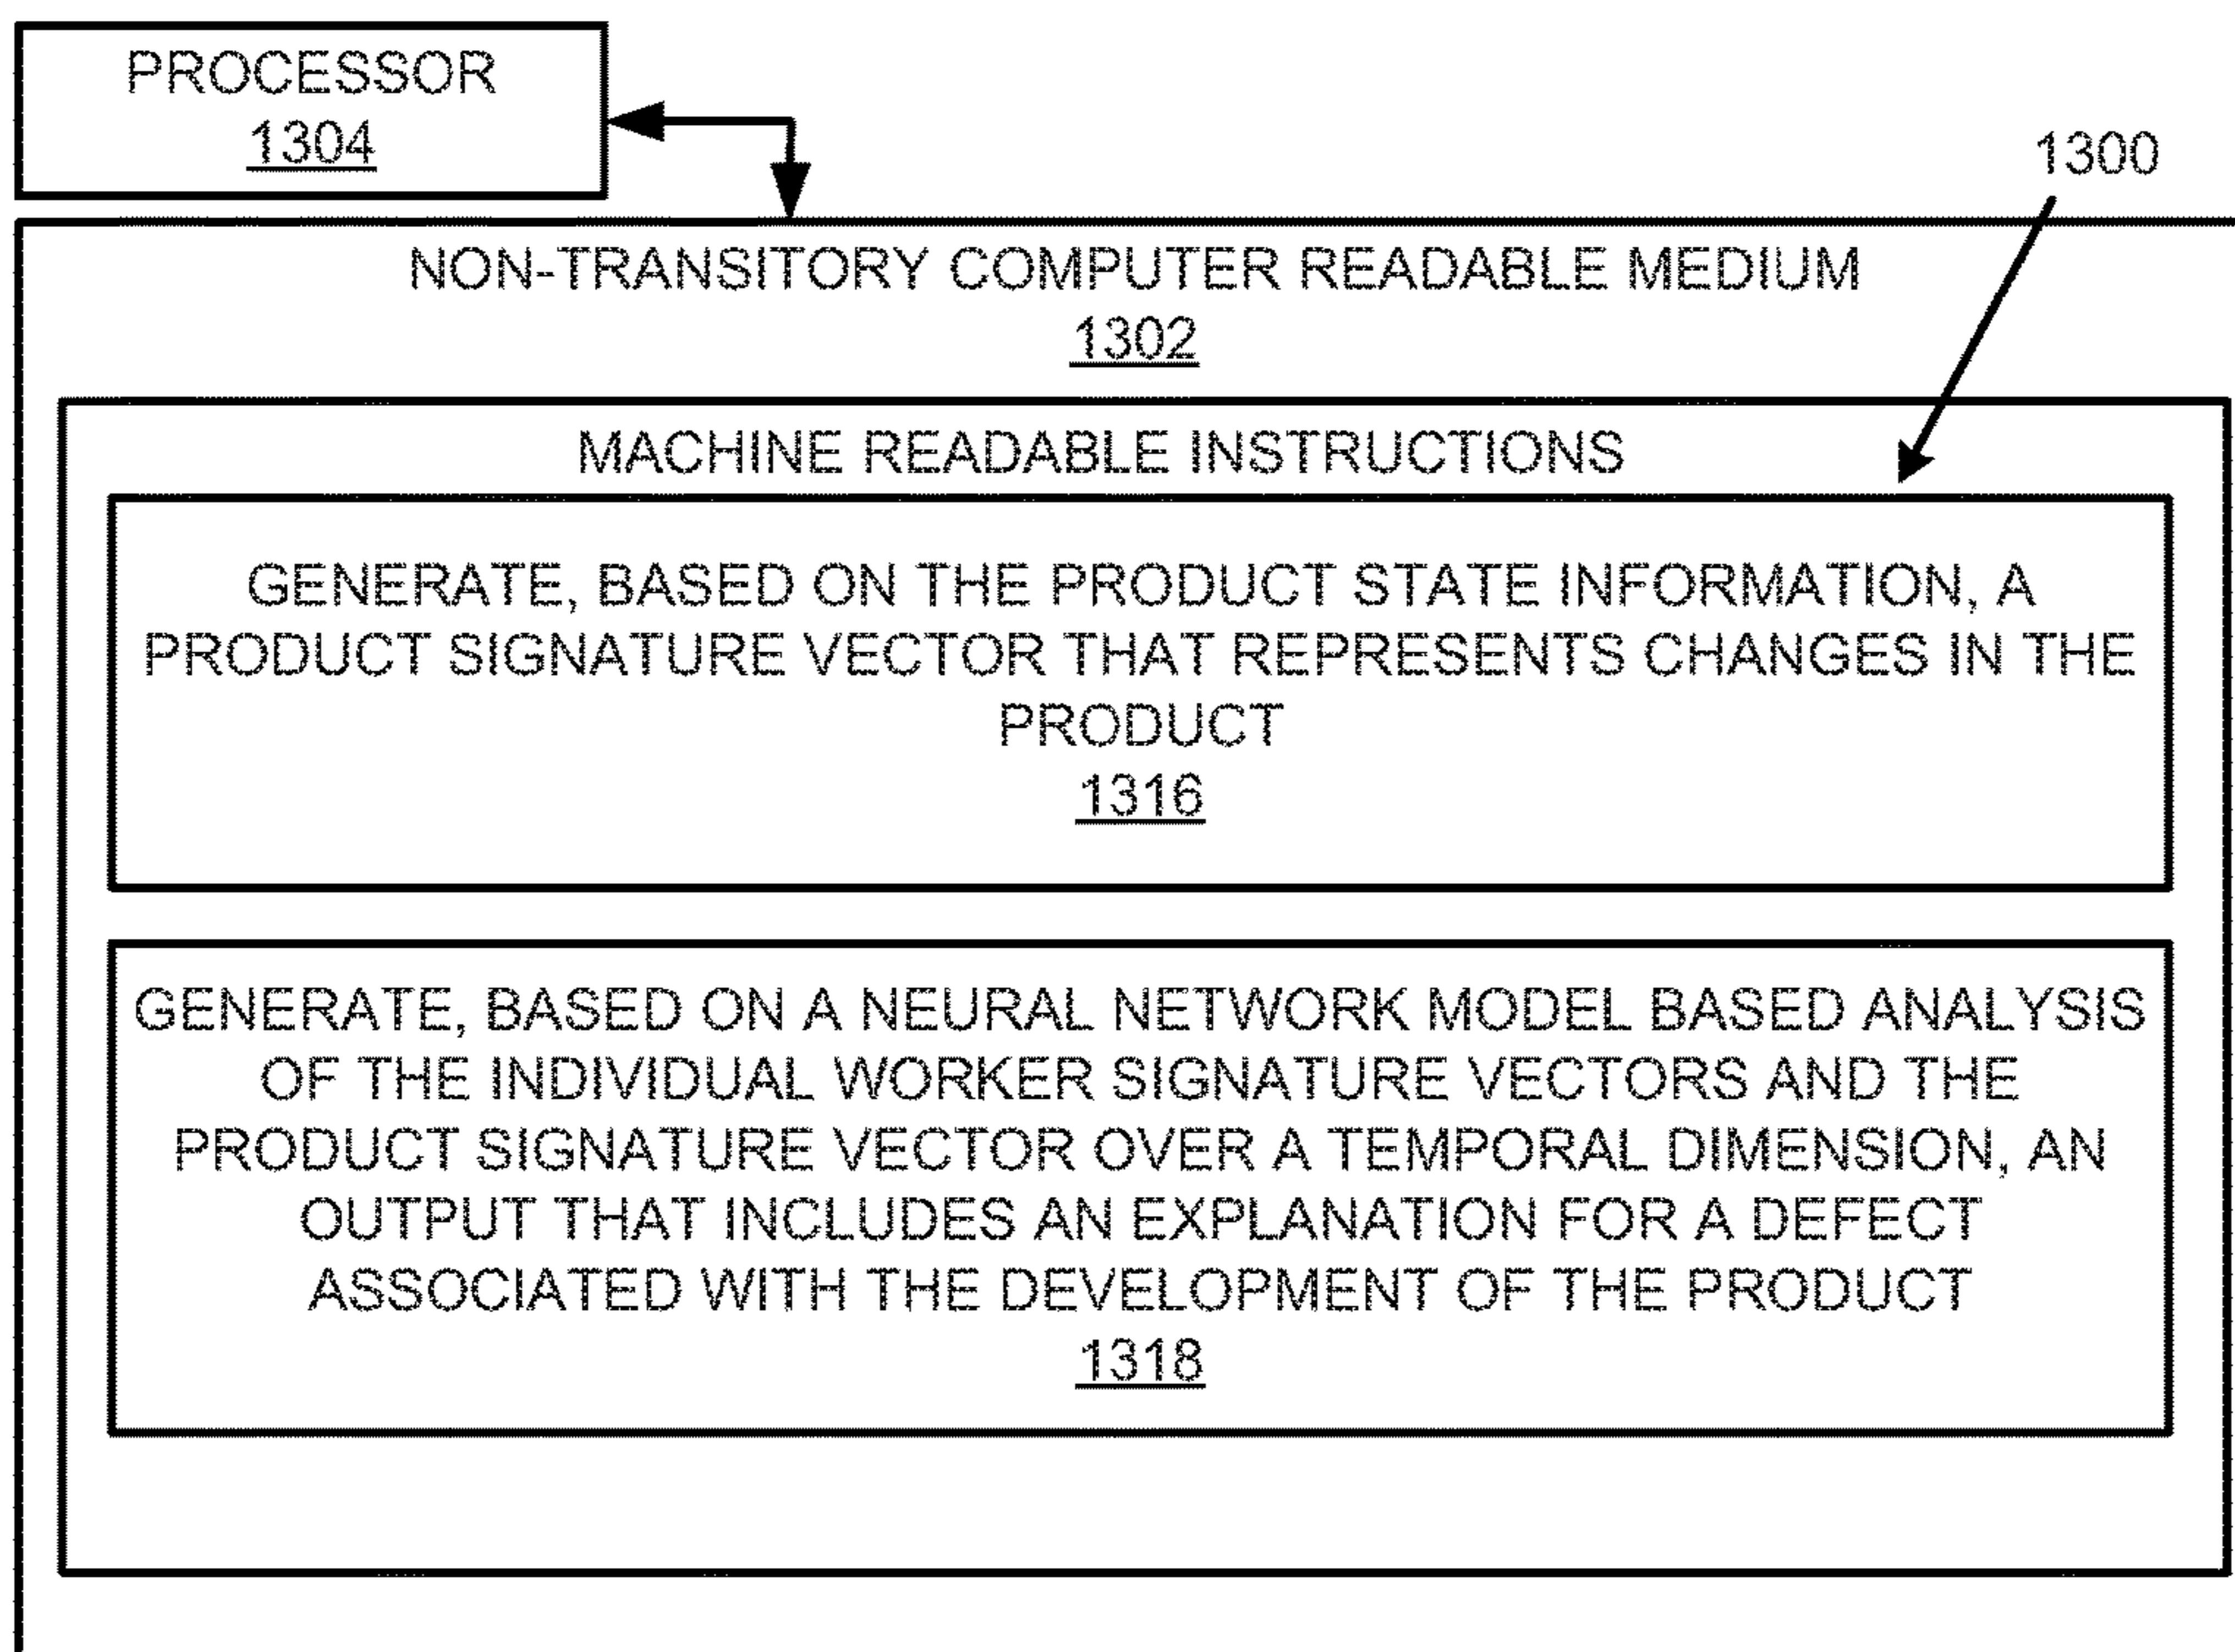 PROCESSOR
1304
1300
NON-TRANSITORY COMPUTER READABLE MEDIUM
1302
MACHINE READABLE INSTRUCTIONS
GENERATE, BASED ON THE PRODUCT STATE INFORMATION, A
PRODUCT SIGNATURE VECTOR THAT REPRESENTS CHANGES IN THE
PRODUCT
1316
GENERATE, BASED ON A NEURAL NETWORK MODEL BASED ANALYSIS
OF THE INDIVIDUAL WORKER SIGNATURE VECTORS AND THE
PRODUCT SIGNATURE VECTOR OVER A TEMPORAL DIMENSION, AN
OUTPUT THAT INCLUDES AN EXPLANATION FOR A DEFECT
ASSOCIATED WITH THE DEVELOPMENT OF THE PRODUCT
1318